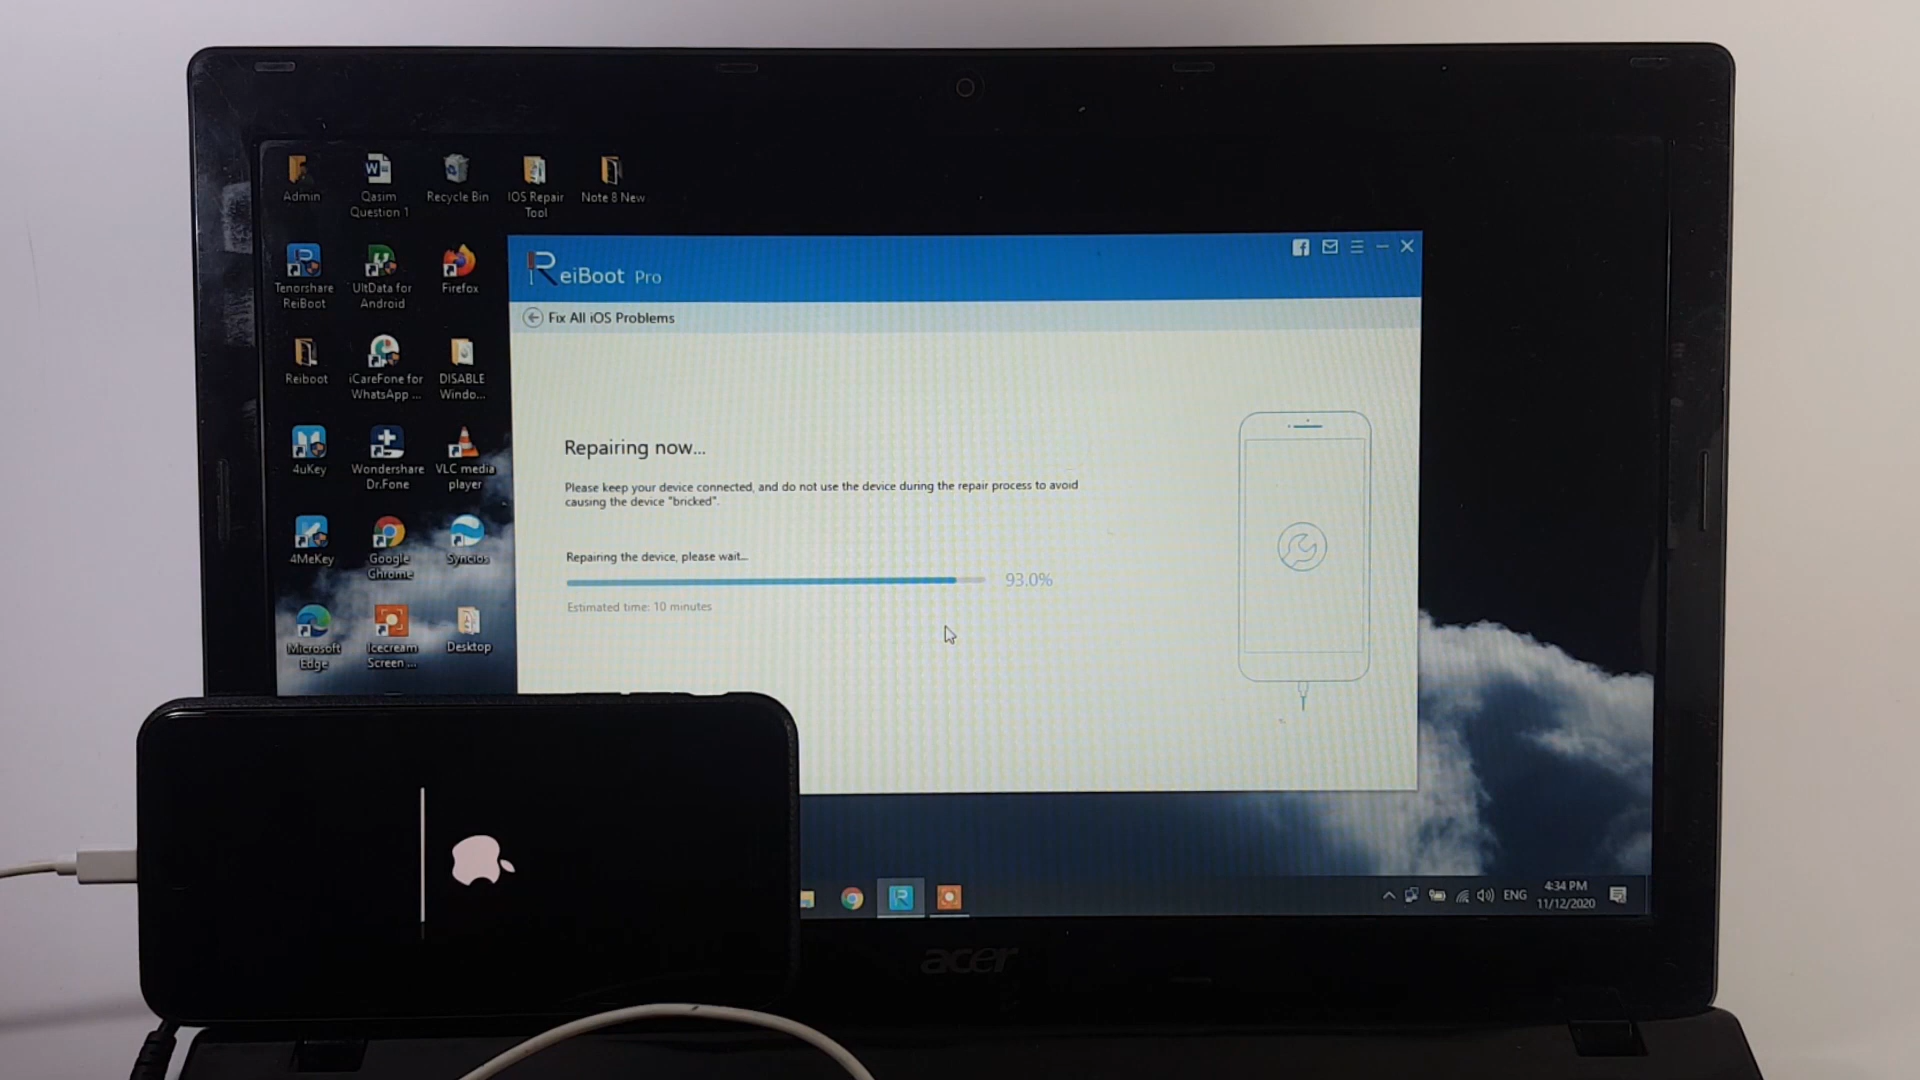 Admin
Qasim
Question 1
Recycle Bin
IOS Repair
Tool
Note 8 New
Tenorshare
ReiBoot
UltData for
Android
Firefox
Reiboot
iCareFone for
WhatsApp ...
DISABLE
Windo...
4uKey
Wondershare
Dr.Fone
VLC media
player
4MeKey
Google
Chrome
Syncios
Microsoft
Edge
Icecream
Screen ...
Desktop
ReiBoot Pro
Fix All iOS Problems
Repairing now...
Please keep your device connected, and do not use the device during the repair process to avoid
causing the device "bricked".
Repairing the device, please wait...
93.0%
Estimated time: 10 minutes
ENG
4:34 PM
11/12/2020
acer